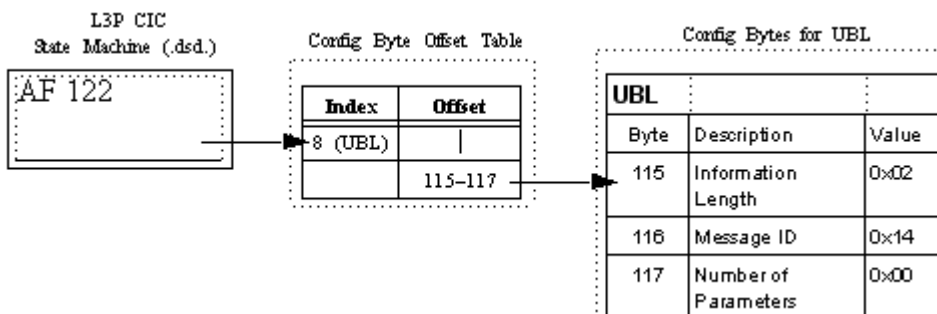 L3P CIC
State Machine (.dsd.)
AF 122
Config Byte Offset Table
Index Offset
8 (UBL)
115–117
Config Bytes for UBL
UBL
Byte Description Value
115 Information Length 0x02
116 Message ID 0x14
117 Number of Parameters 0x00